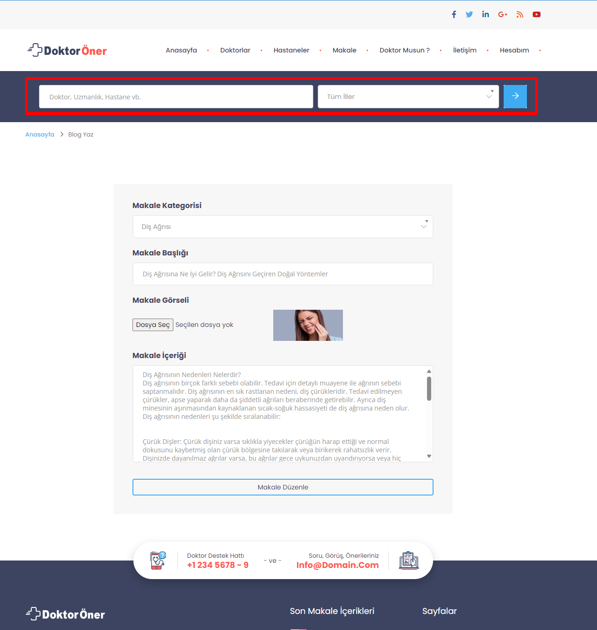 DoktorÖner
Anasayfa
Doktorlar
Hastaneler
Makale
Doktor Musun ?
İletişim
Hesabım
Doktor, Uzmanlık, Hastane vb.
Tüm İller
Anasayfa > Blog Yaz
Makale Kategorisi
Diş Ağrısı
Makale Başlığı
Diş Ağrısına Ne İyi Gelir? Diş Ağrısını Geçiren Doğal Yöntemler
Makale Görseli
Dosya Seç Seçilen dosya yok
Makale İçeriği
Diş Ağrısının Nedenleri Nelerdir?
Diş ağrısının birçok farklı sebebi olabilir. Tedavi için detaylı muayene ile ağrının sebebi
saptanmalıdır. Diş ağrısının en sık rastlanan nedeni, diş çürükleridir. Tedavi edilmeyen
çürükler, apse yaparak daha da şiddetli ağrıları beraberinde getirebilir. Ayrıca diş
minesinin aşınmasından kaynaklanan sıcak-soğuk hassasiyeti de diş ağrısına neden olur.
Diş ağrısının nedenleri şu şekilde sıralanabilir:
Çürük Dişler: Çürük dişiniz varsa sıklıkla yiyecekler çürüğün harap ettiği ve normal
dokusunu kaybetmiş olan çürük bölgesine takılarak veya birikerek rahatsızlık verir.
Dişinizde dayanılmaz ağrılar varsa, bu ağrılar gece uykunuzdan uyandırıyorsa veya hiç
Makale Düzenle
Doktor Destek Hattı
+1 234 5678 - 9
- ve -
Soru, Görüş, Önerileriniz
Info@Domain.Com
DoktorÖner
Son Makale İçerikleri
Sayfalar